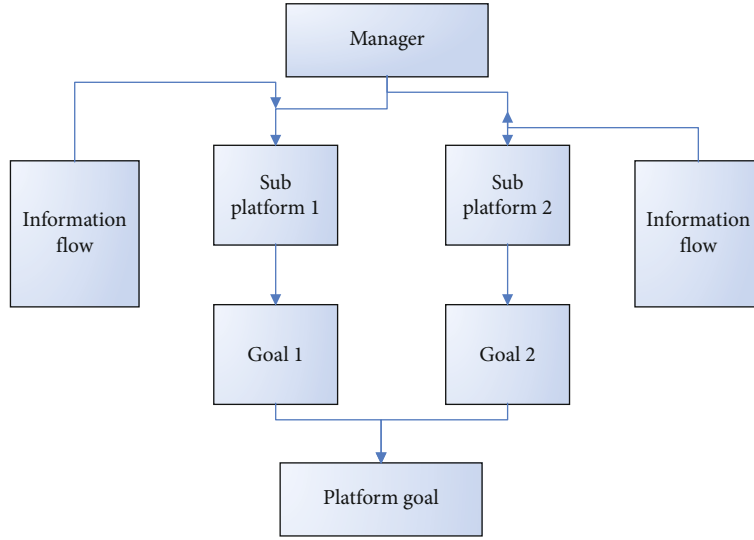 Manager
Information
flow
Sub
platform 1
Sub
platform 2
Information
flow
Goal 1
Goal 2
Platform goal